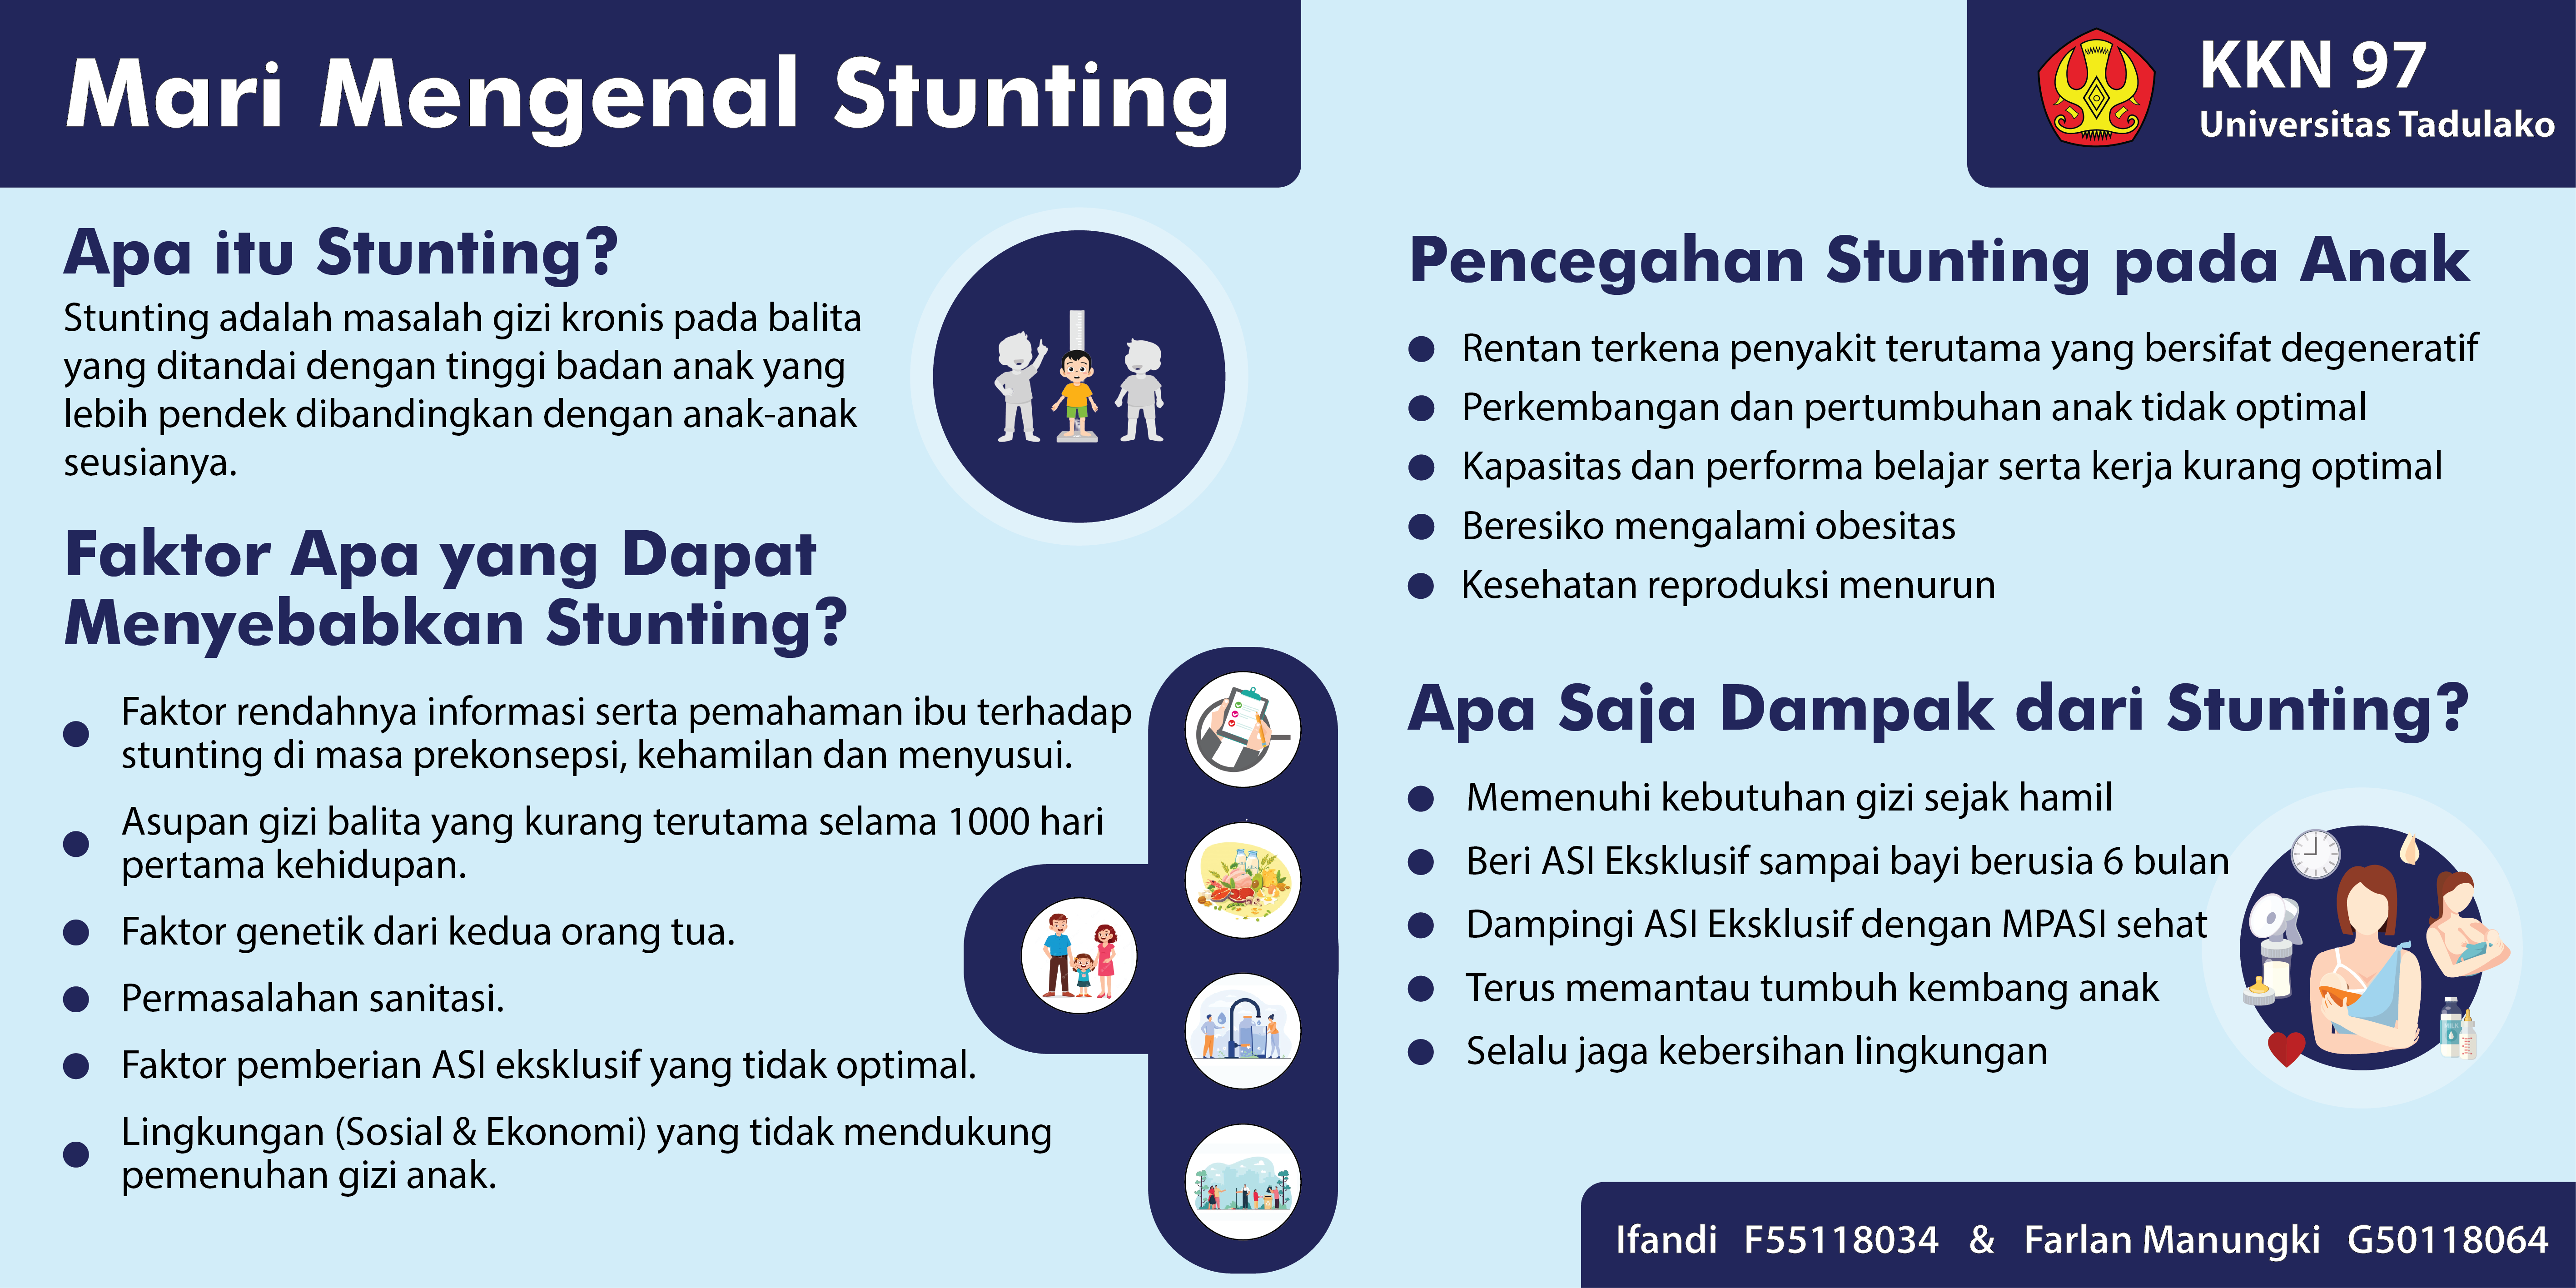 Mari Mengenal Stunting
KKN 97
Universitas Tadulako
Apa itu Stunting?
Stunting adalah masalah gizi kronis pada balita
yang ditandai dengan tinggi badan anak yang
lebih pendek dibandingkan dengan anak-anak
seusianya.
Faktor Apa yang Dapat
Menyebabkan Stunting?
Faktor rendahnya informasi serta pemahaman ibu terhadap
stunting di masa prekonsepsi, kehamilan dan menyusui.
Asupan gizi balita yang kurang terutama selama 1000 hari
pertama kehidupan.
Faktor genetik dari kedua orang tua.
Permasalahan sanitasi.
Faktor pemberian ASI eksklusif yang tidak optimal.
Lingkungan (Sosial & Ekonomi) yang tidak mendukung
pemenuhan gizi anak.
Pencegahan Stunting pada Anak
Rentan terkena penyakit terutama yang bersifat degeneratif
Perkembangan dan pertumbuhan anak tidak optimal
Kapasitas dan performa belajar serta kerja kurang optimal
Beresiko mengalami obesitas
Kesehatan reproduksi menurun
Apa Saja Dampak dari Stunting?
Memenuhi kebutuhan gizi sejak hamil
Beri ASI Eksklusif sampai bayi berusia 6 bulan
Dampingi ASI Eksklusif dengan MPASI sehat
Terus memantau tumbuh kembang anak
Selalu jaga kebersihan lingkungan
Ifandi F55118034 & Farlan Manungki G50118064